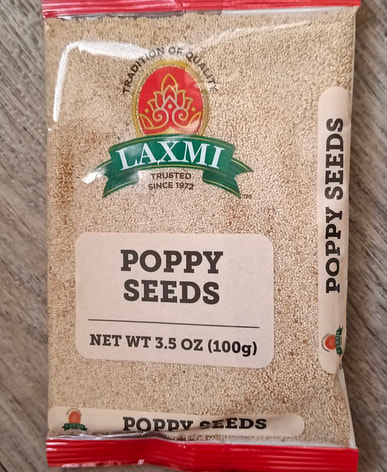 TRADITION OF QUALITY
LAXMI
TRUSTED
SINCE 1972
TM
POPPY
SEEDS
NET WT 3.5 OZ (100g)
POPPY SEEDS
POPPY SEEDS